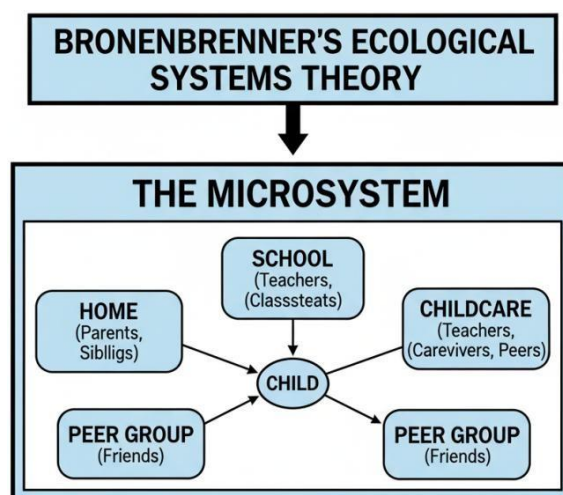 BRONENBRENNER'S ECOLOGICAL
SYSTEMS THEORY
THE MICROSYSTEM
SCHOOL
(Teachers,
(Classsteats)
HOME
(Parents,
Siblligs)
CHILDCARE
(Teachers,
(Carevivers, Peers)
CHILD
PEER GROUP
(Friends)
PEER GROUP
(Friends)